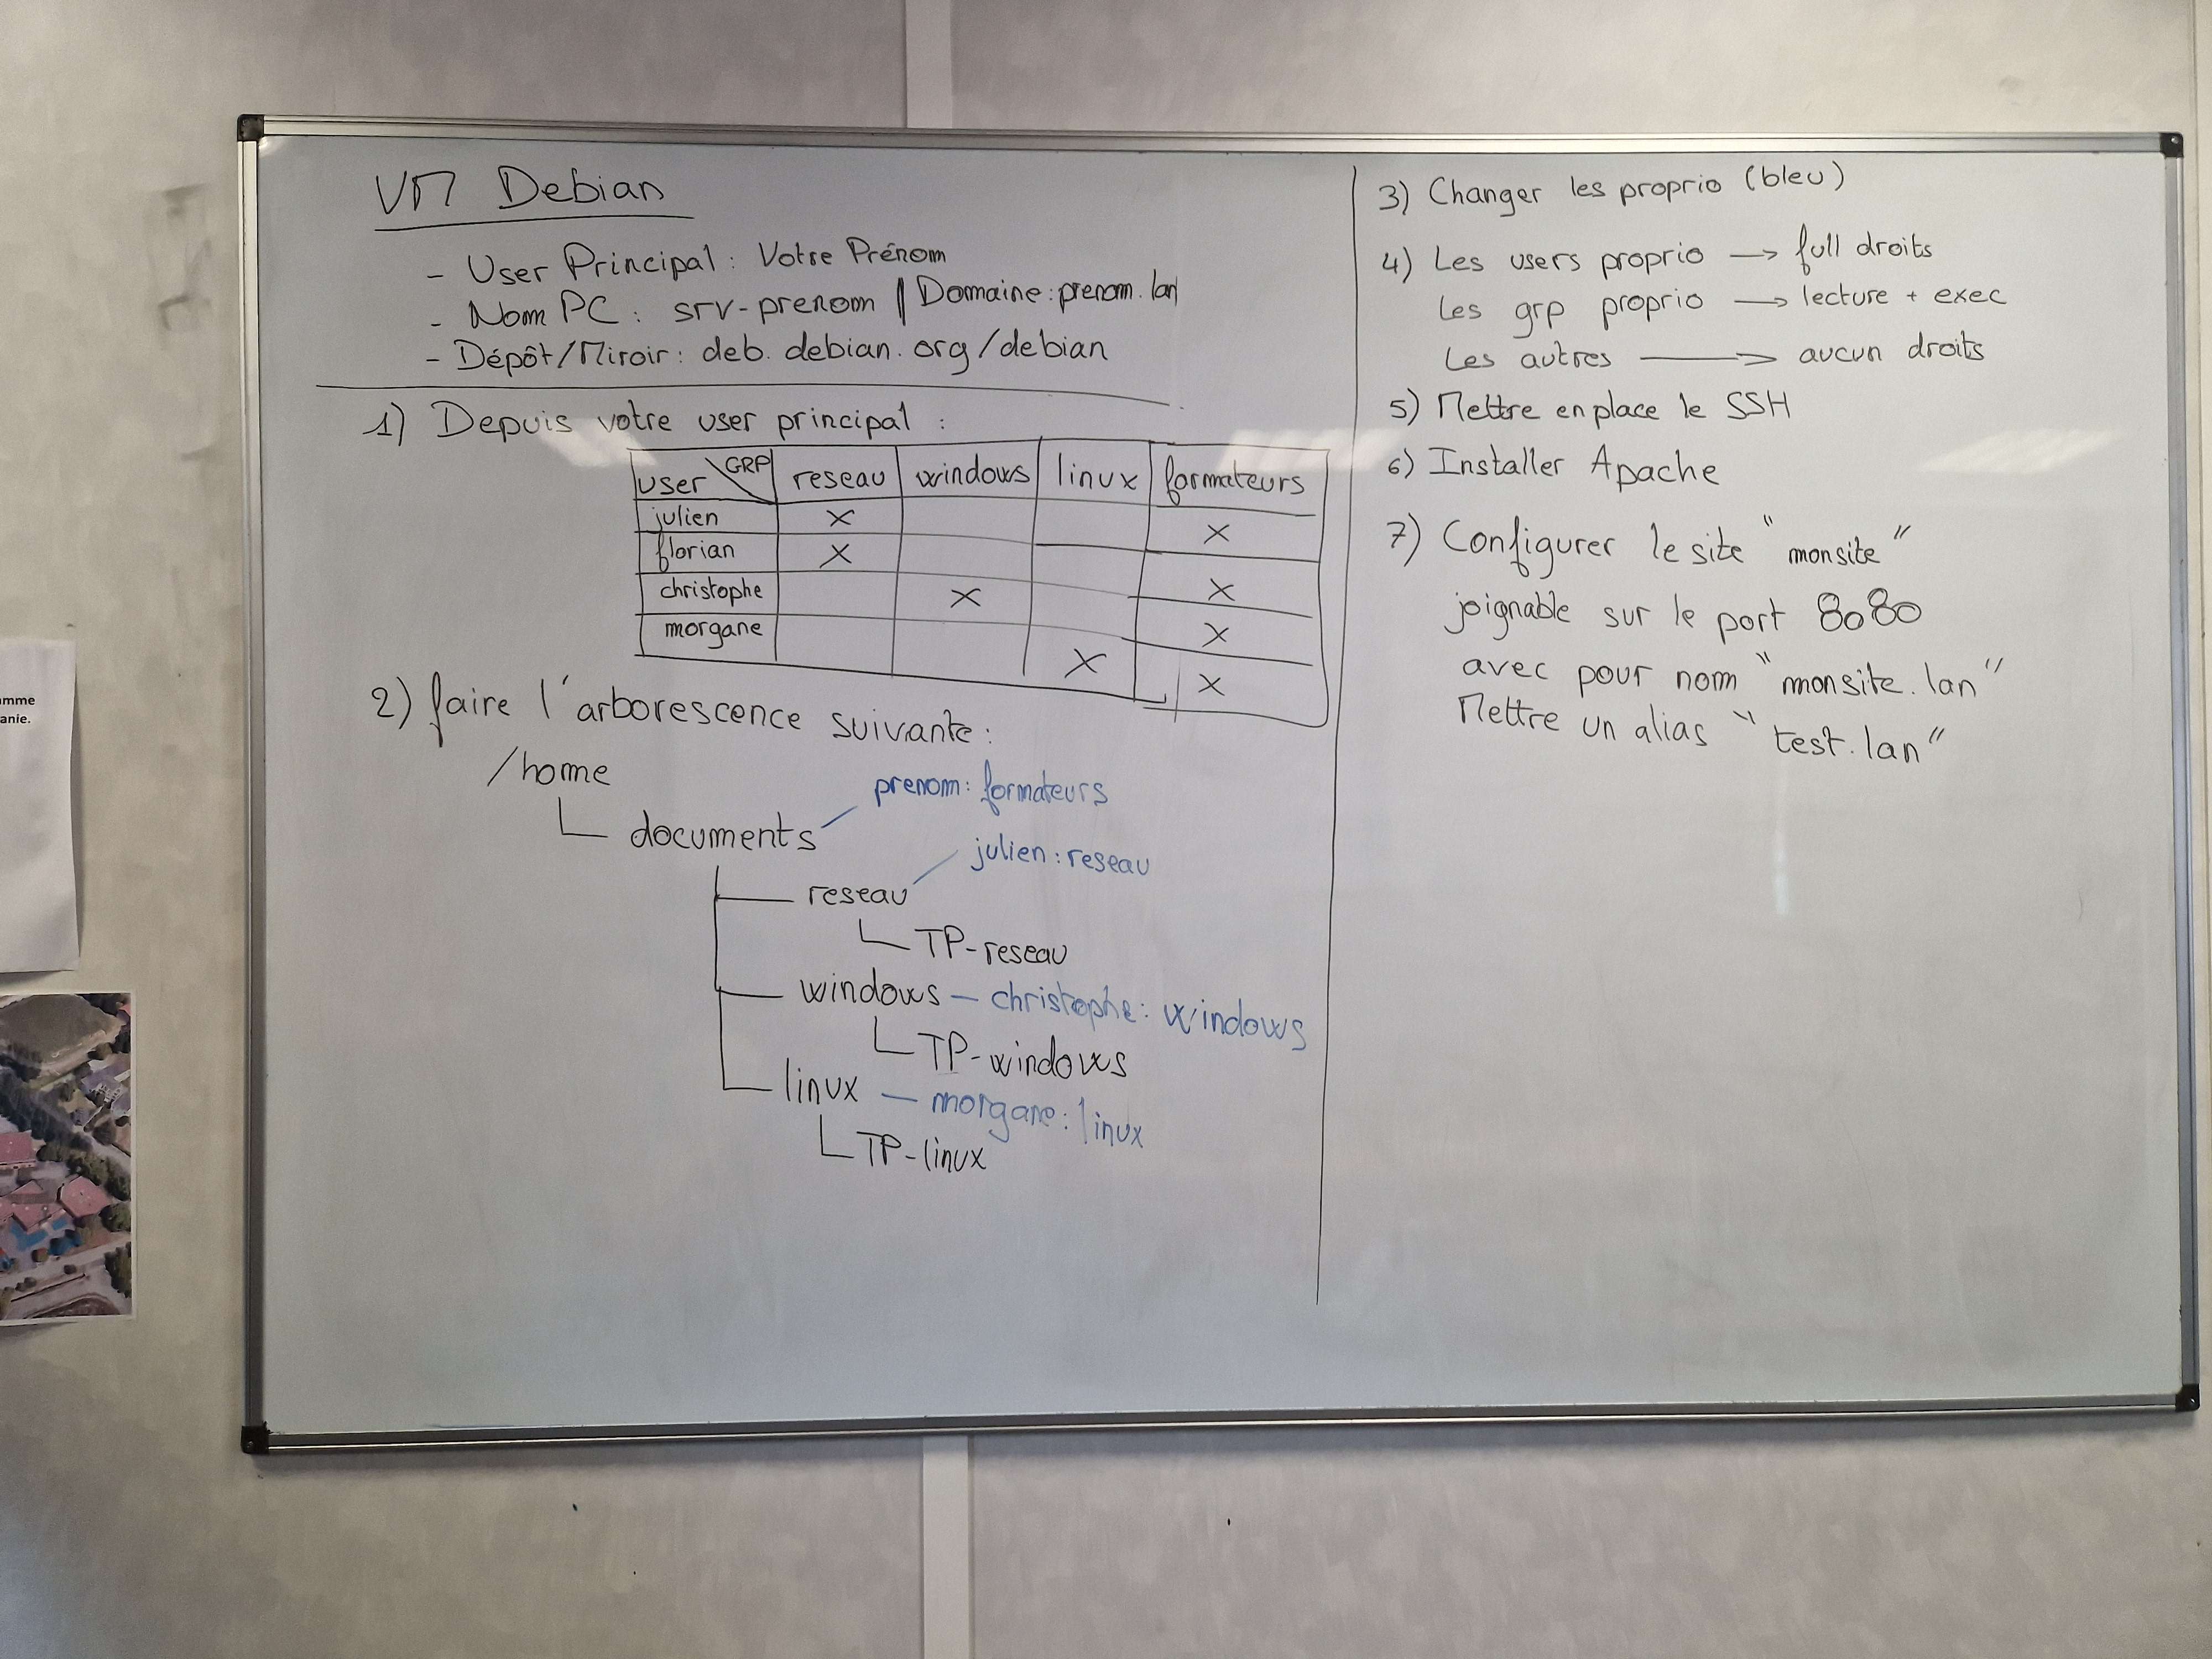 VM Debian
- User Principal : Votre Prénom
- Nom PC : srv-prenom | Domaine : prenom.lan
- Dépôt/Miroir : deb.debian.org/debian
1) Depuis votre user principal :
user GRP reseau windows linux formateurs
julien X X
florian X X
christophe X X
morgane X X
2) faire l'arborescence suivante :
/home
documents prenom : formateurs
reseau julien : reseau
TP-reseau
windows - christophe : windows
TP-windows
linux - morgane : linux
TP-linux
3) Changer les proprio (bleu)
4) Les users proprio → full droits
Les grp proprio → lecture + exec
Les autres → aucun droits
5) Mettre en place le SSH
6) Installer Apache
7) Configurer le site "monsite"
joignable sur le port 8080
avec pour nom "monsite.lan"
Mettre un alias "test.lan"
amme
anie.